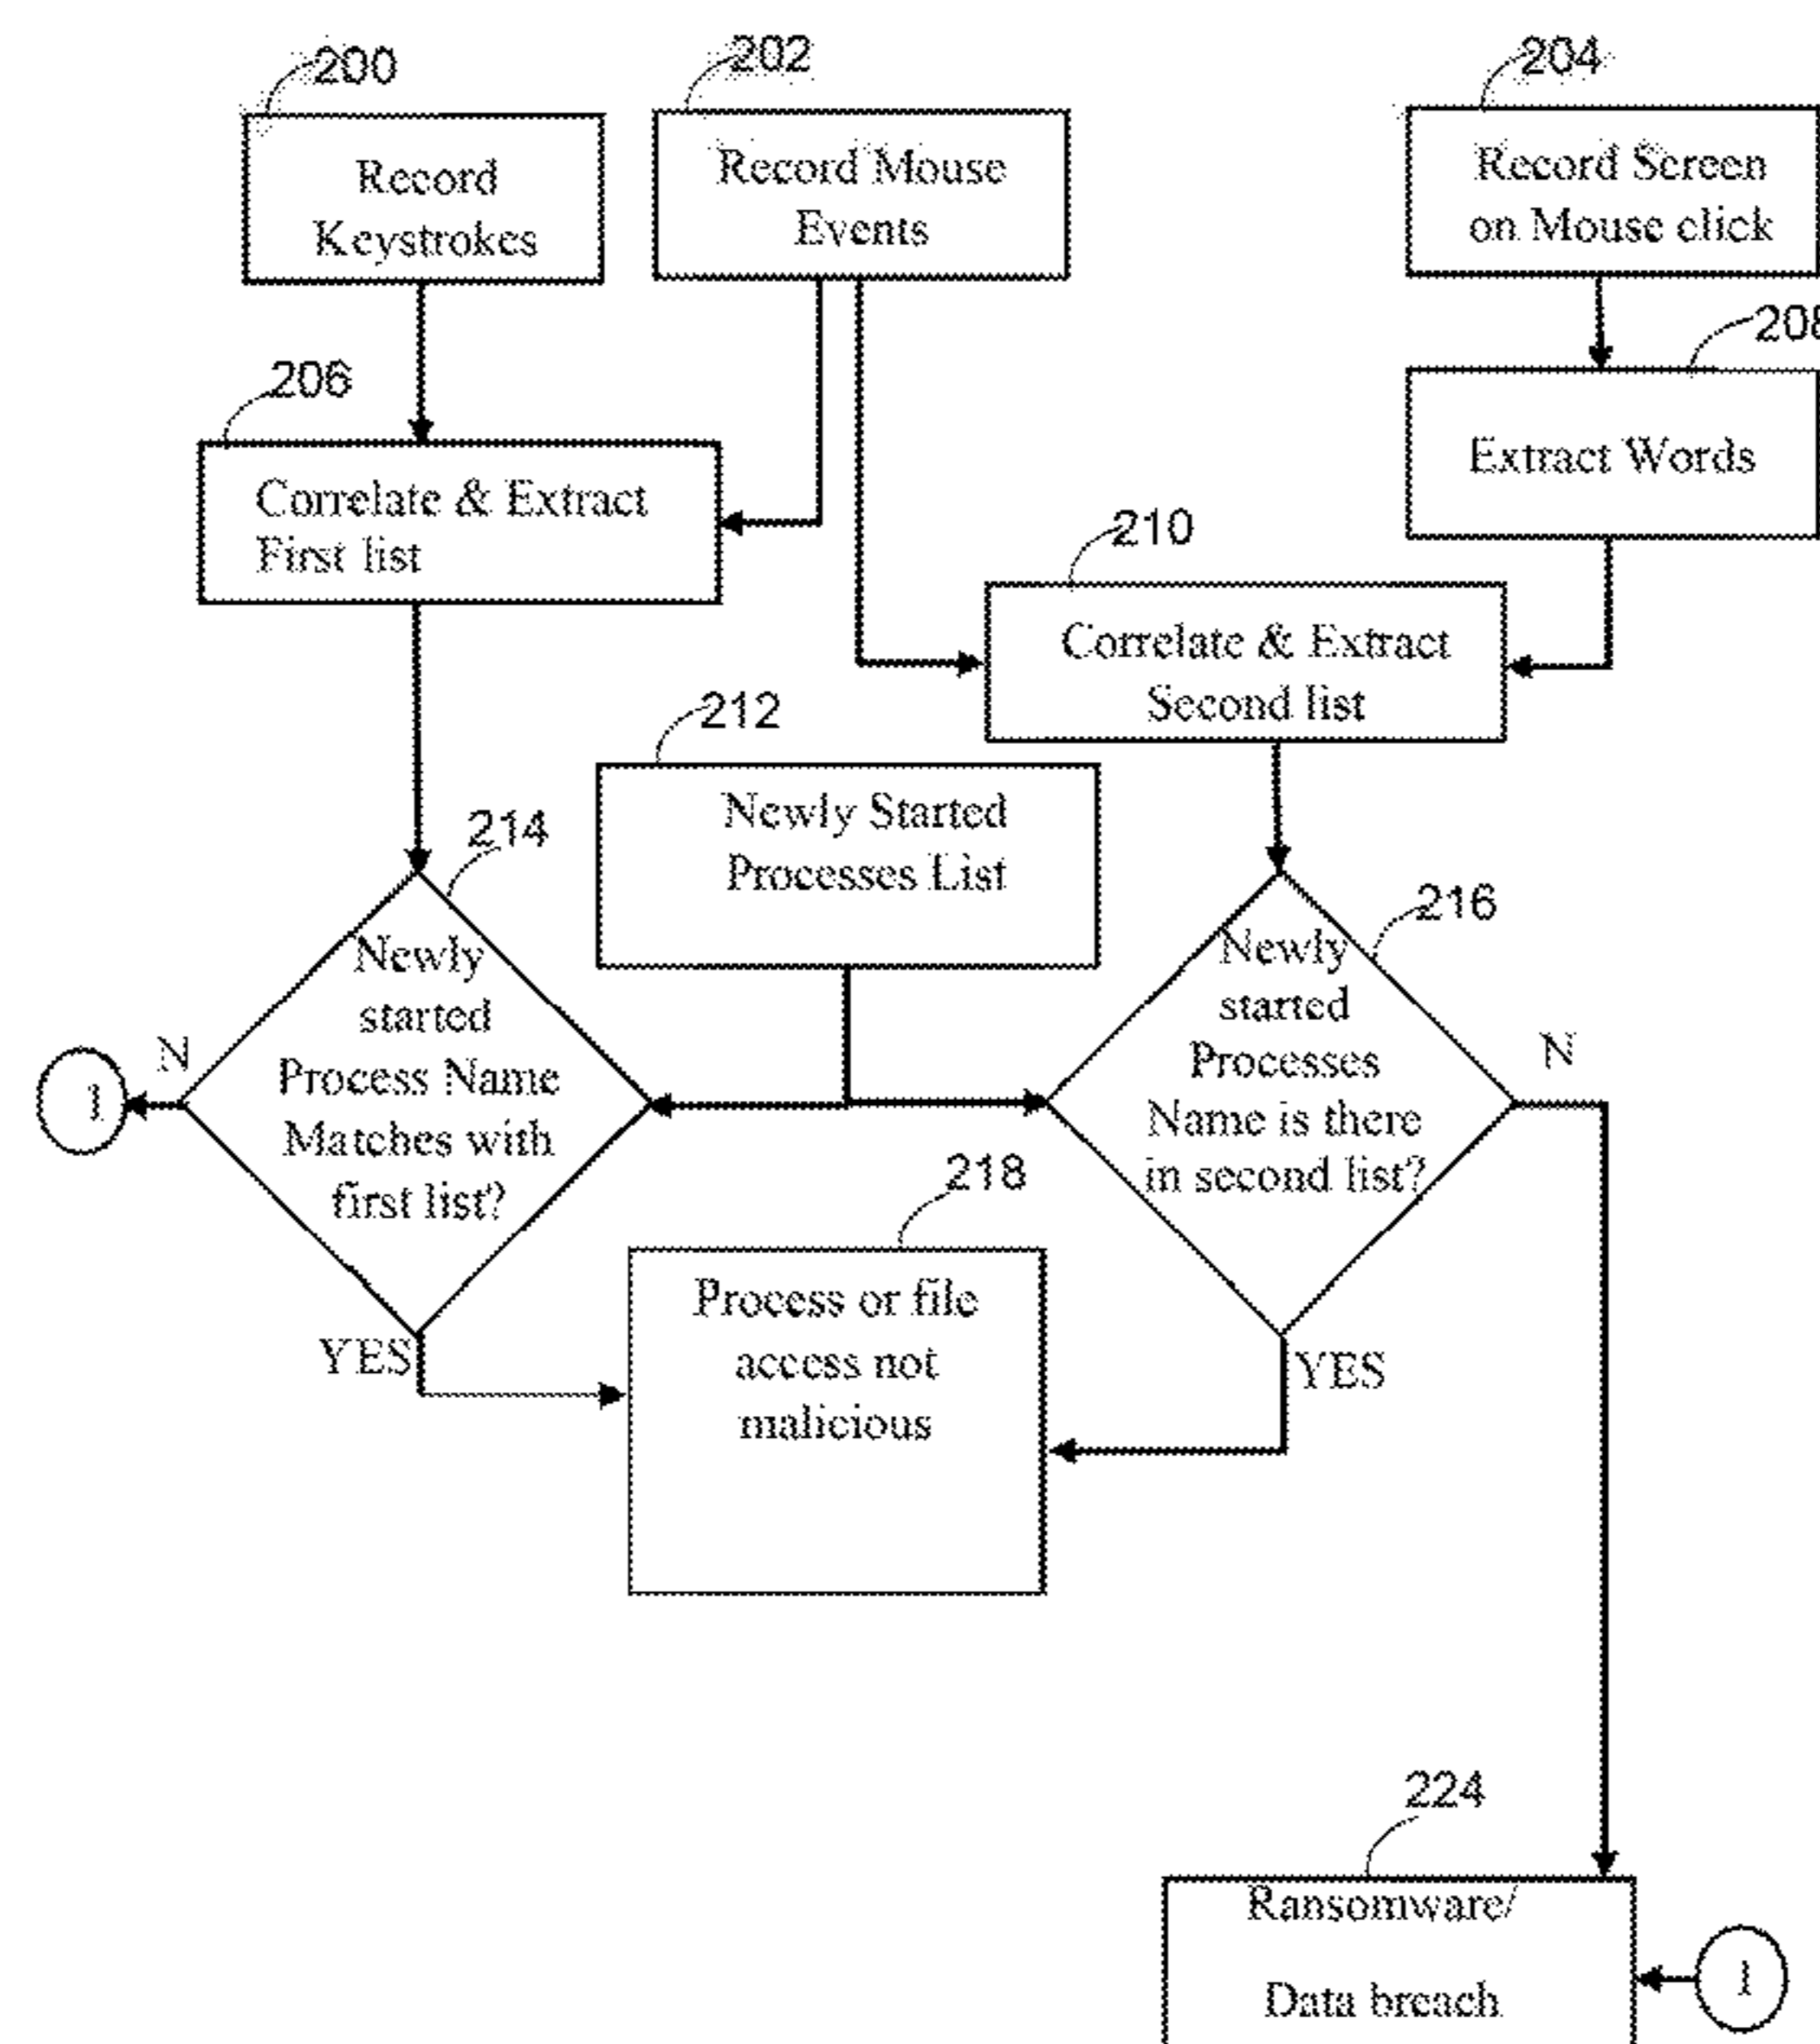 200
Record
Keystrokes
202
Record Mouse
Events
204
Record Screen
on Mouse click
206
Correlate & Extract
First list
208
Extract Words
210
Correlate & Extract
Second list
212
Newly Started
Processes List
214
Newly
started
Process Name
Matches with
first list?
N
1
YES
216
Newly
started
Processes
Name is there
in second list?
N
YES
218
Process or file
access not
malicious
224
Ransomware/
Data breach
1